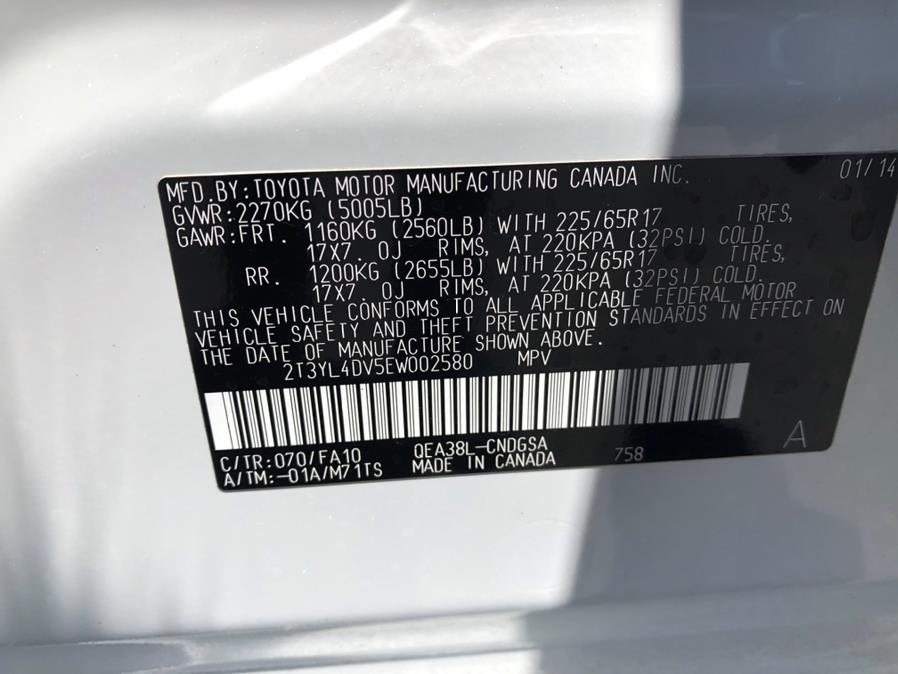 MFD. BY:TOYOTA MOTOR MANUFACTURING CANADA INC. 01/14
GVWR:2270KG (5005LB)
GAWR:FRT. 1160KG (2560LB) WITH 225/65R17 TIRES,
17X7.0J RIMS, AT 220KPA (32PSI) COLD.
RR. 1200KG (2655LB) WITH 225/65R17 TIRES,
17X7.0J RIMS, AT 220KPA (32PSI) COLD.
THIS VEHICLE CONFORMS TO ALL APPLICABLE FEDERAL MOTOR
VEHICLE SAFETY AND THEFT PREVENTION STANDARDS IN EFFECT ON
THE DATE OF MANUFACTURE SHOWN ABOVE.
2T3YL4DV5EW002580 MPV
C/TR:070/FA10 QEA38L-CNDGSA 758 A
A/TM:-01A/M71TS MADE IN CANADA